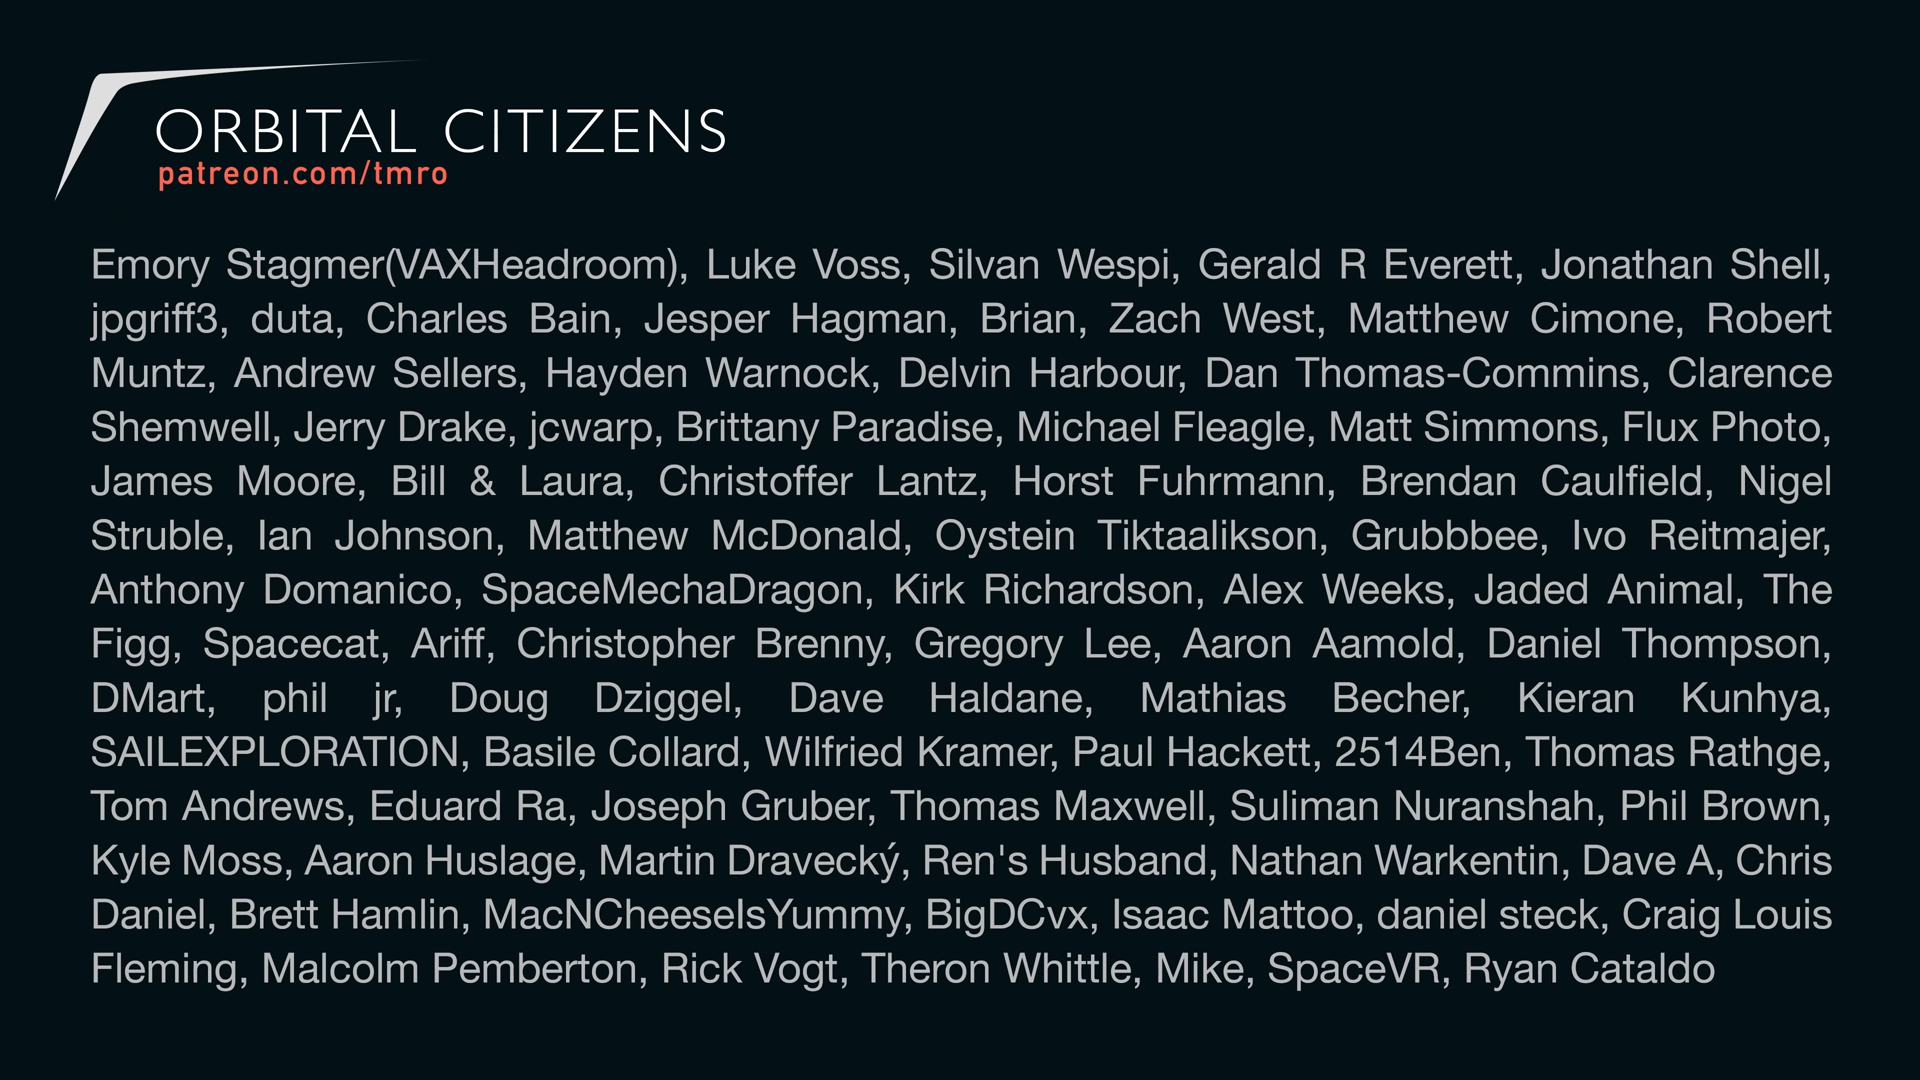 ORBITAL CITIZENS
patreon.com/tmro
Emory Stagmer(VAXHeadroom), Luke Voss, Silvan Wespi, Gerald R Everett, Jonathan Shell,
jpgriff3, duta, Charles Bain, Jesper Hagman, Brian, Zach West, Matthew Cimone, Robert
Muntz, Andrew Sellers, Hayden Warnock, Delvin Harbour, Dan Thomas-Commins, Clarence
Shemwell, Jerry Drake, jcwarp, Brittany Paradise, Michael Fleagle, Matt Simmons, Flux Photo,
James Moore, Bill & Laura, Christoffer Lantz, Horst Fuhrmann, Brendan Caulfield, Nigel
Struble, Ian Johnson, Matthew McDonald, Oystein Tiktaalikson, Grubbbee, Ivo Reitmajer,
Anthony Domanico, SpaceMechaDragon, Kirk Richardson, Alex Weeks, Jaded Animal, The
Figg, Spacecat, Ariff, Christopher Brenny, Gregory Lee, Aaron Aamold, Daniel Thompson,
DMart, phil jr, Doug Dziggel, Dave Haldane, Mathias Becher, Kieran Kunhya,
SAILEXPLORATION, Basile Collard, Wilfried Kramer, Paul Hackett, 2514Ben, Thomas Rathge,
Tom Andrews, Eduard Ra, Joseph Gruber, Thomas Maxwell, Suliman Nuranshah, Phil Brown,
Kyle Moss, Aaron Huslage, Martin Dravecký, Ren's Husband, Nathan Warkentin, Dave A, Chris
Daniel, Brett Hamlin, MacNCheeseIsYummy, BigDCvx, Isaac Mattoo, daniel steck, Craig Louis
Fleming, Malcolm Pemberton, Rick Vogt, Theron Whittle, Mike, SpaceVR, Ryan Cataldo